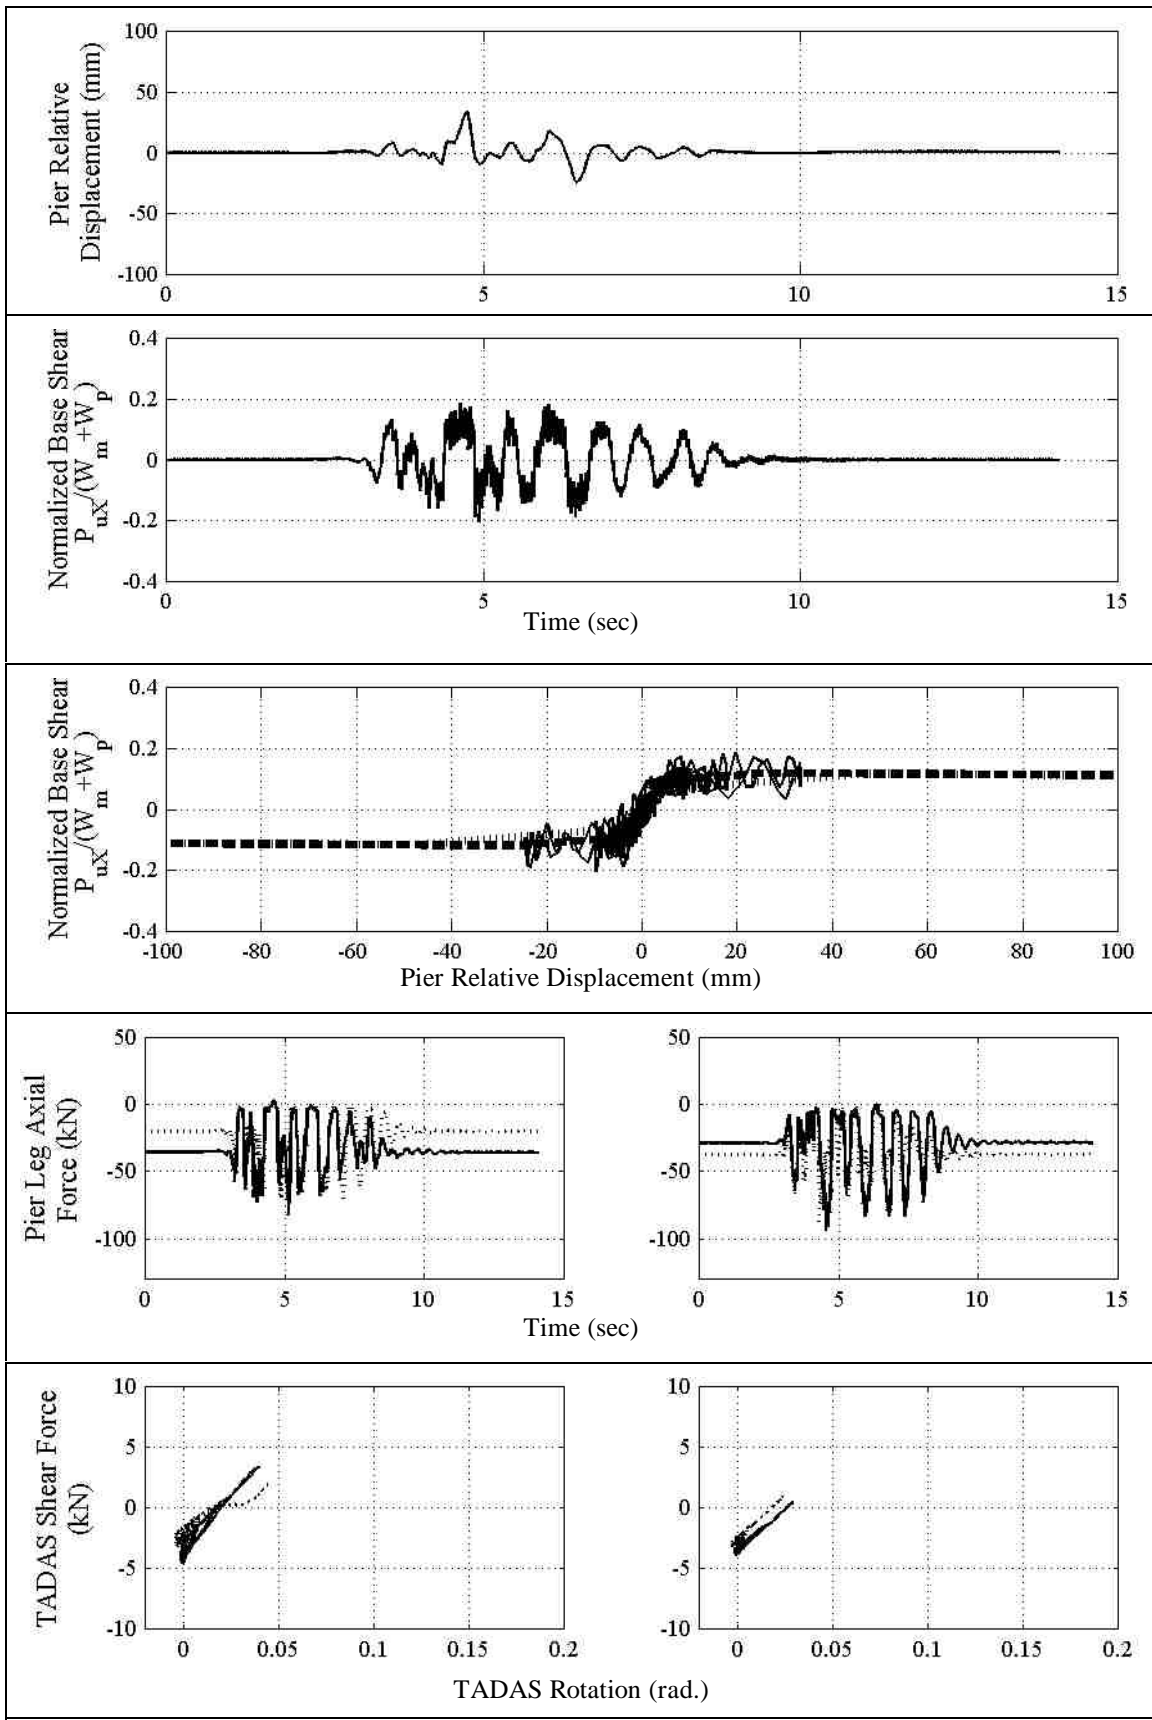 Pier Relative
Displacement (mm)
100
50
0
-50
-100
0 5 10 15
Normalized Base Shear
P_uX/(W_m+W_p)
0.4
0.2
0
-0.2
-0.4
0 5 10 15
Time (sec)
Normalized Base Shear
P_uX/(W_m+W_p)
0.4
0.2
0
-0.2
-0.4
-100 -80 -60 -40 -20 0 20 40 60 80 100
Pier Relative Displacement (mm)
Pier Leg Axial
Force (kN)
50
0
-50
-100
0 5 10 15
50
0
-50
-100
0 5 10 15
Time (sec)
TADAS Shear Force
(kN)
10
5
0
-5
-10
0 0.05 0.1 0.15 0.2
10
5
0
-5
-10
0 0.05 0.1 0.15 0.2
TADAS Rotation (rad.)